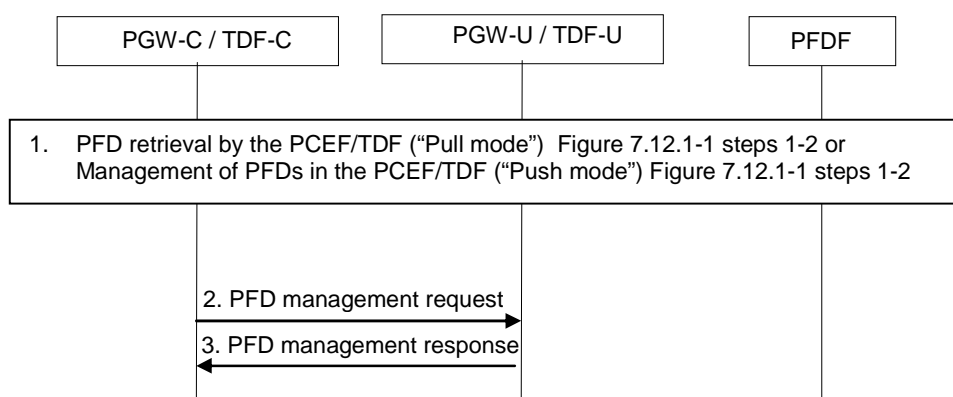 PGW-C / TDF-C
PGW-U / TDF-U
PFDF
1. PFD retrieval by the PCEF/TDF (“Pull mode”) Figure 7.12.1-1 steps 1-2 or
Management of PFDs in the PCEF/TDF (“Push mode”) Figure 7.12.1-1 steps 1-2
2. PFD management request
3. PFD management response